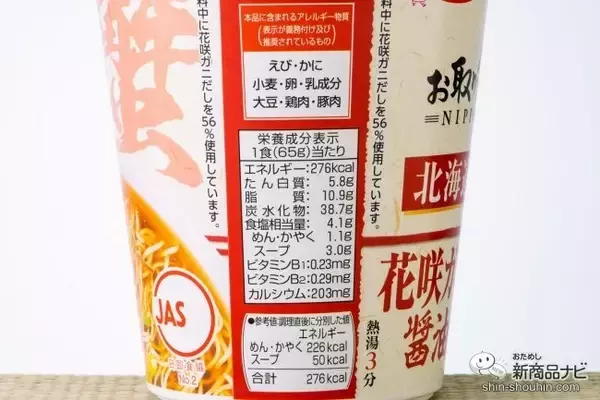 蟹
料中に花咲ガニだしを56%使用しています。
本品に含まれるアレルギー物質
(表示が義務付け及び
推奨されているもの)
えび・かに
小麦・卵・乳成分
大豆・鶏肉・豚肉
栄養成分表示
1食(65g)当たり
エネルギー:276kcal
たん白質: 5.8g
脂 質: 10.9g
炭水化物: 38.7g
食塩相当量: 4.1g
めん・かやく 1.1g
スープ 3.0g
ビタミンB1:0.23mg
ビタミンB2:0.29mg
カルシウム:203mg
●参考値:調理直後に分別した値
エネルギー
めん・かやく 226kcal
スープ 50kcal
合計 276kcal
JAS
No.2
料中に花咲ガニだしを56%使用しています。
お取
NIPP
北海
花咲ガ
醤油
熱湯3分
おためし
新商品ナビ
shin-shouhin.com